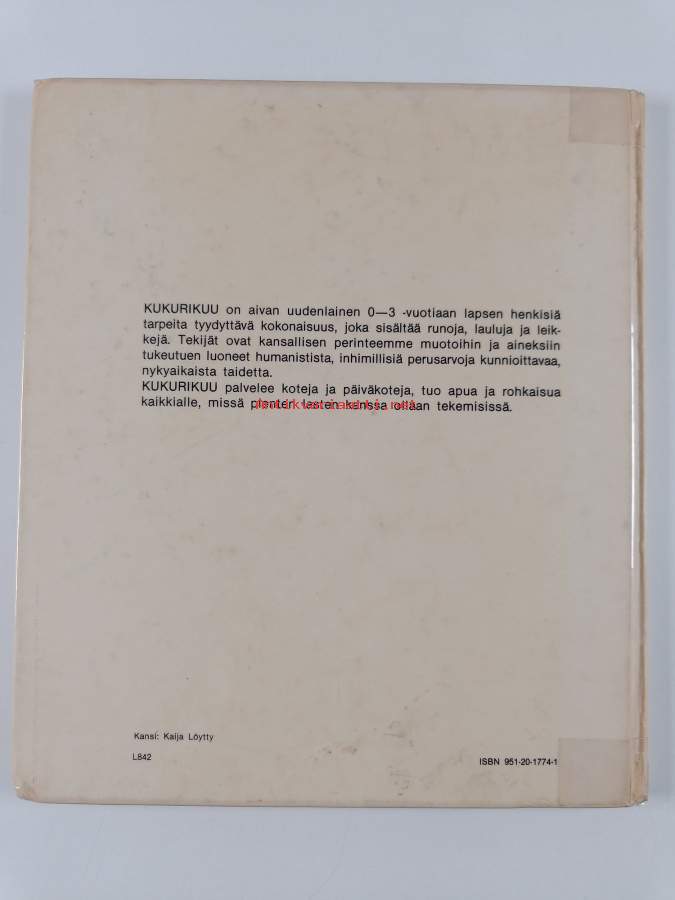 KUKURIKUU on aivan uudenlainen 0—3 -vuotiaan lapsen henkisiä
tarpeita tyydyttävä kokonaisuus, joka sisältää runoja, lauluja ja leik-
kejä. Tekijät ovat kansallisen perinteemme muotoihin ja aineksiin
tukeutuen luoneet humanistista, inhimillisiä perusarvoja kunnioittavaa,
nykyaikaista taidetta.
KUKURIKUU palvelee koteja ja päiväkoteja, tuo apua ja rohkaisua
kaikkialle, missä pienten lasten kanssa ollaan tekemisissä.
Kansi: Kaija Löytty
L842
ISBN 951-20-1774-1